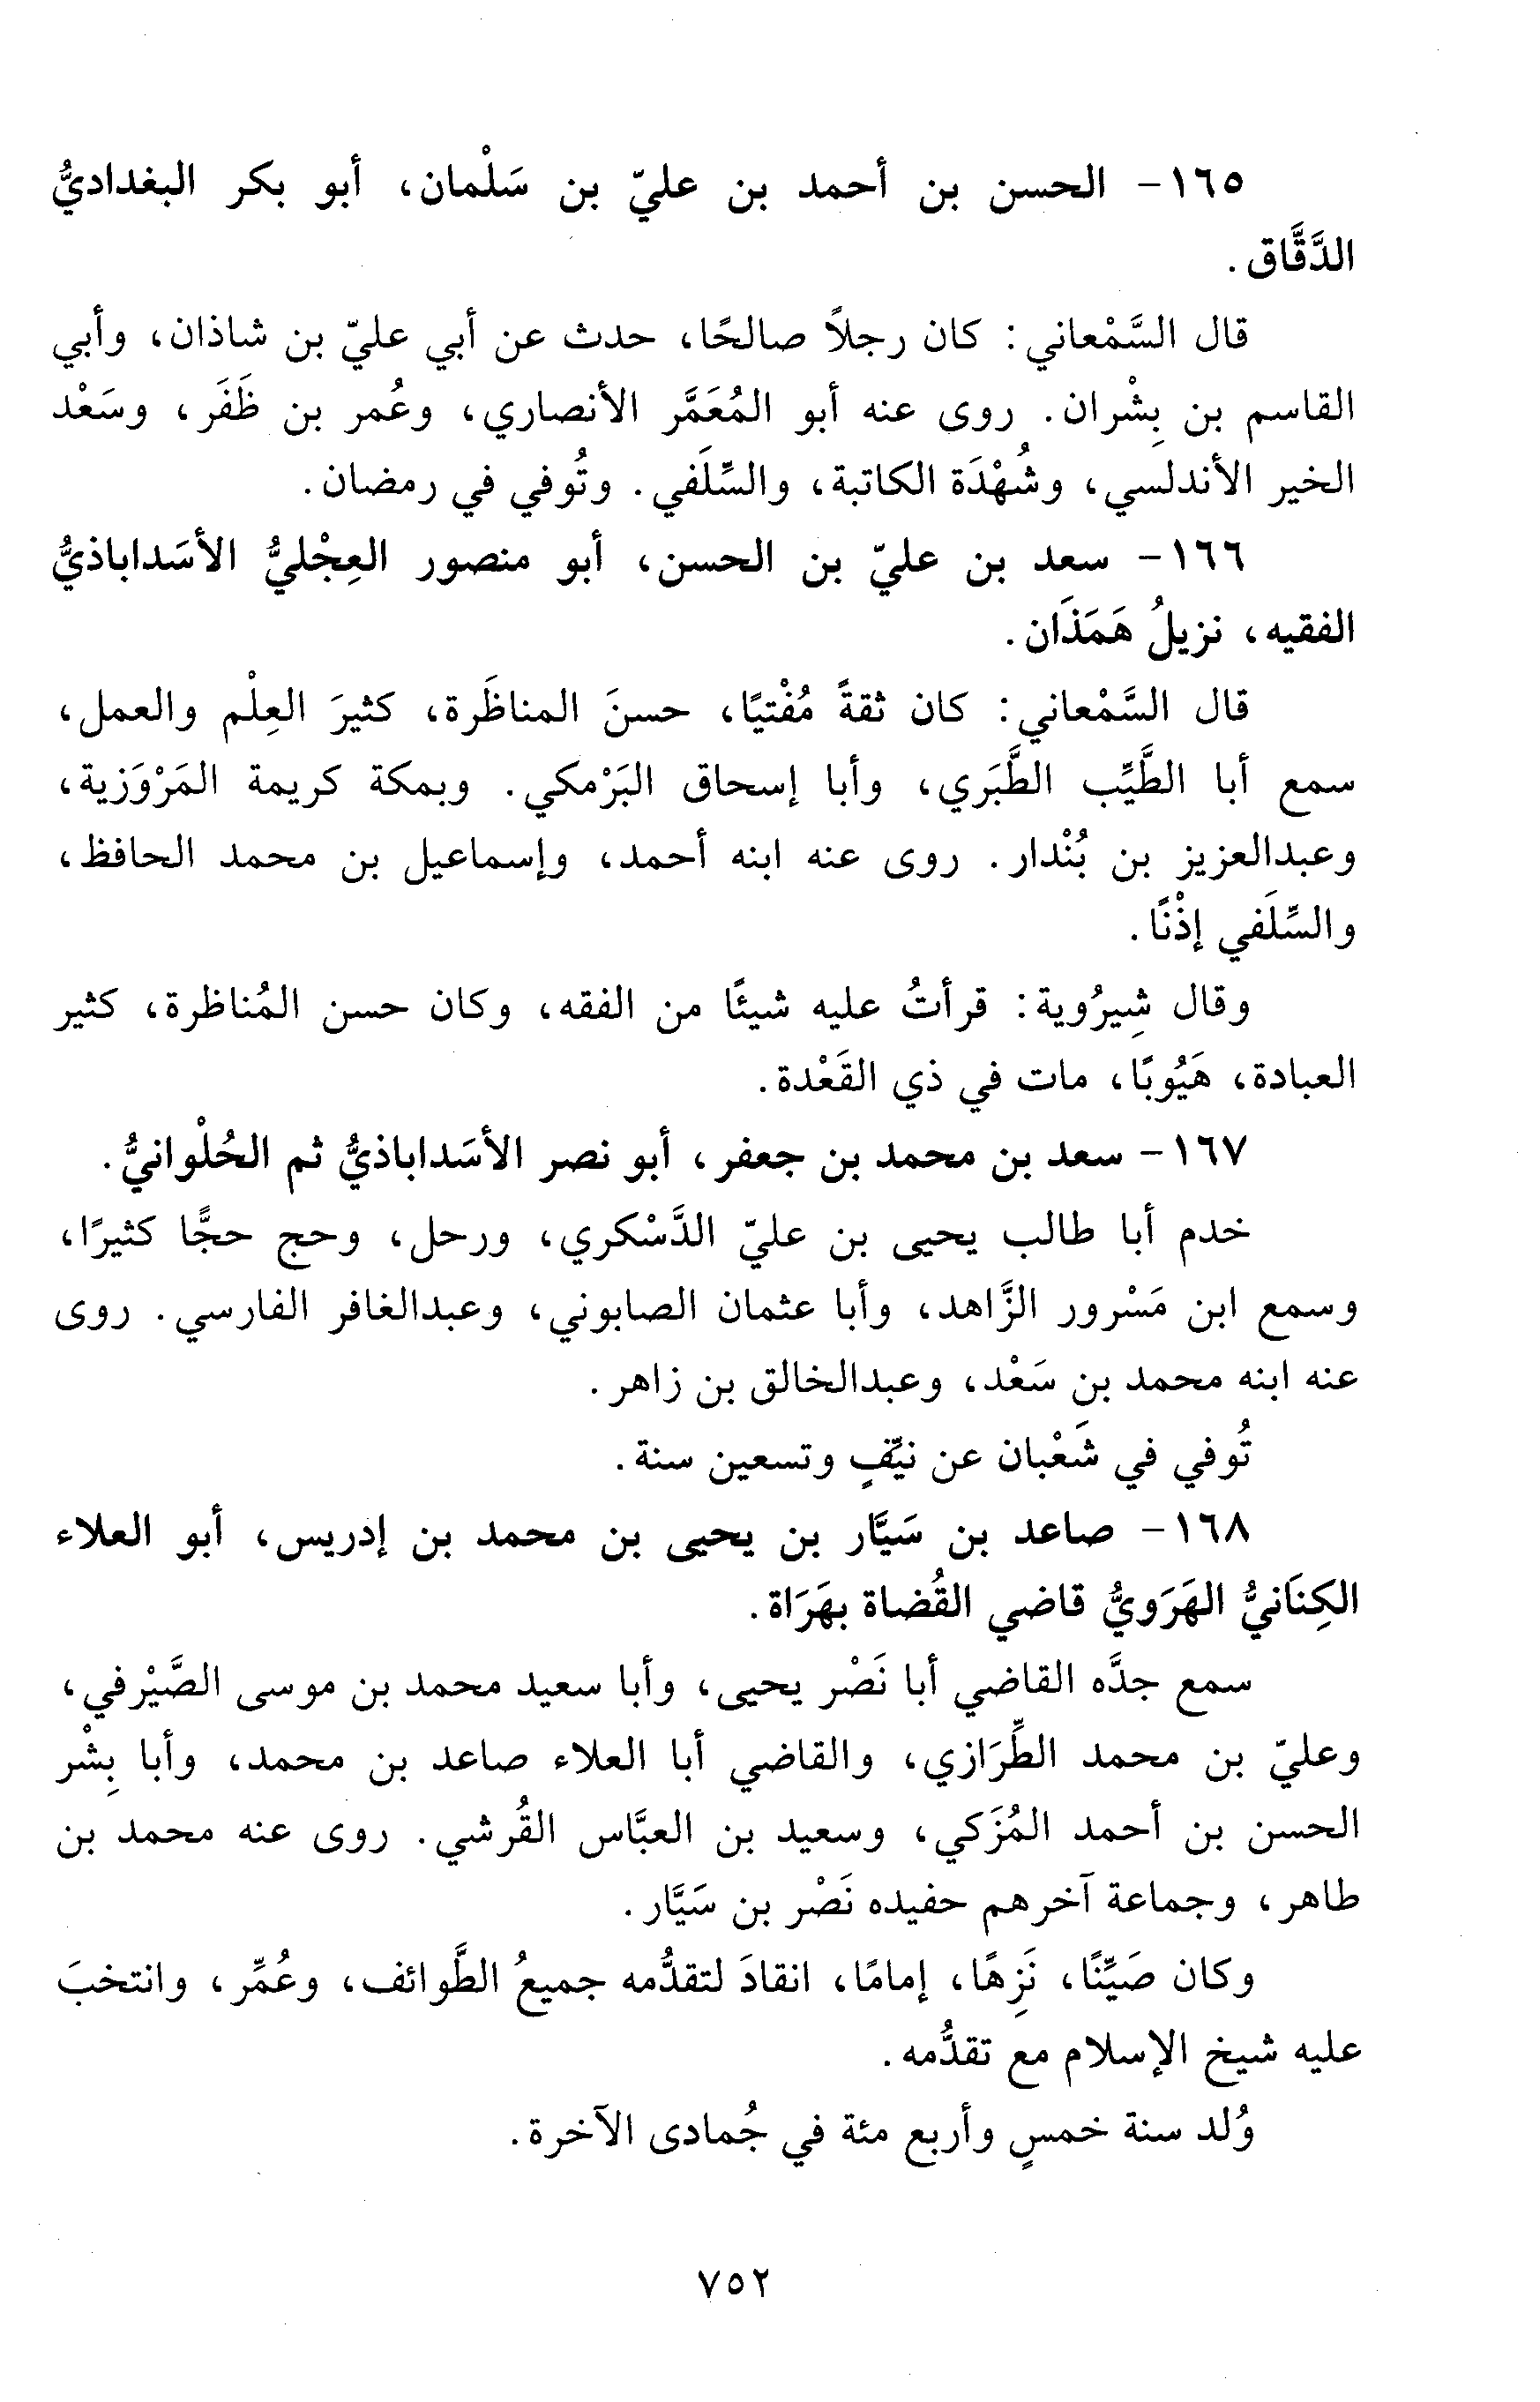 ١٦٥ – الحسن بن أحمد بن عليّ بن سَلْمان، أبو بكر البغداديُّ
الدَّقَّاق.
قال السَّمْعاني: كان رجلاً صالحًا، حدث عن أبي عليّ بن شاذان، وأبي
القاسم بن بِشْران. روى عنه أبو المُعَمَّر الأنصاري، وعُمر بن ظَفَر، وسَعْد
الخير الأندلسي، وشُهْدَة الكاتبة، والسِّلَفي. وتُوفي في رمضان.
١٦٦ – سعد بن عليّ بن الحسن، أبو منصور العِجْليُّ الأسَداباذيُّ
الفقيه، نزيلُ هَمَذَان.
قال السَّمْعاني: كان ثقةً مُفْتيًا، حسنَ المناظَرة، كثيرَ العِلْم والعمل،
سمع أبا الطَّيِّب الطَّبَري، وأبا إسحاق البَرْمكي. وبمكة كريمة المَرْوَزية،
وعبدالعزيز بن بُنْدار. روى عنه ابنه أحمد، وإسماعيل بن محمد الحافظ،
والسِّلَفي إذْنًا.
وقال شِيرُوية: قرأتُ عليه شيئًا من الفقه، وكان حسن المُناظرة، كثير
العبادة، هَيُوبًا، مات في ذي القَعْدة.
١٦٧ – سعد بن محمد بن جعفر، أبو نصر الأسَداباذيُّ ثم الحُلْوانيُّ.
خدم أبا طالب يحيى بن عليّ الدَّسْكري، ورحل، وحج حجًّا كثيرًا،
وسمع ابن مَسْرور الزَّاهد، وأبا عثمان الصابوني، وعبدالغافر الفارسي. روى
عنه ابنه محمد بن سَعْد، وعبدالخالق بن زاهر.
تُوفي في شَعْبان عن نيّفٍ وتسعين سنة.
١٦٨ – صاعد بن سَيَّار بن يحيى بن محمد بن إدريس، أبو العلاء
الكِنَانيُّ الهَرَويُّ قاضي القُضاة بهَرَاة.
سمع جدَّه القاضي أبا نَصْر يحيى، وأبا سعيد محمد بن موسى الصَّيْرفي،
وعليّ بن محمد الطِّرَازي، والقاضي أبا العلاء صاعد بن محمد، وأبا بِشْر
الحسن بن أحمد المُزَكي، وسعيد بن العبَّاس القُرشي. روى عنه محمد بن
طاهر، وجماعة آخرهم حفيده نَصْر بن سَيَّار.
وكان صَيِّنًا، نَزِهًا، إمامًا، انقادَ لتقدُّمه جميعُ الطَّوائف، وعُمِّر، وانتخبَ
عليه شيخ الإسلام مع تقدُّمه.
وُلد سنة خمسٍ وأربع مئة في جُمادى الآخرة.
٧٥٢